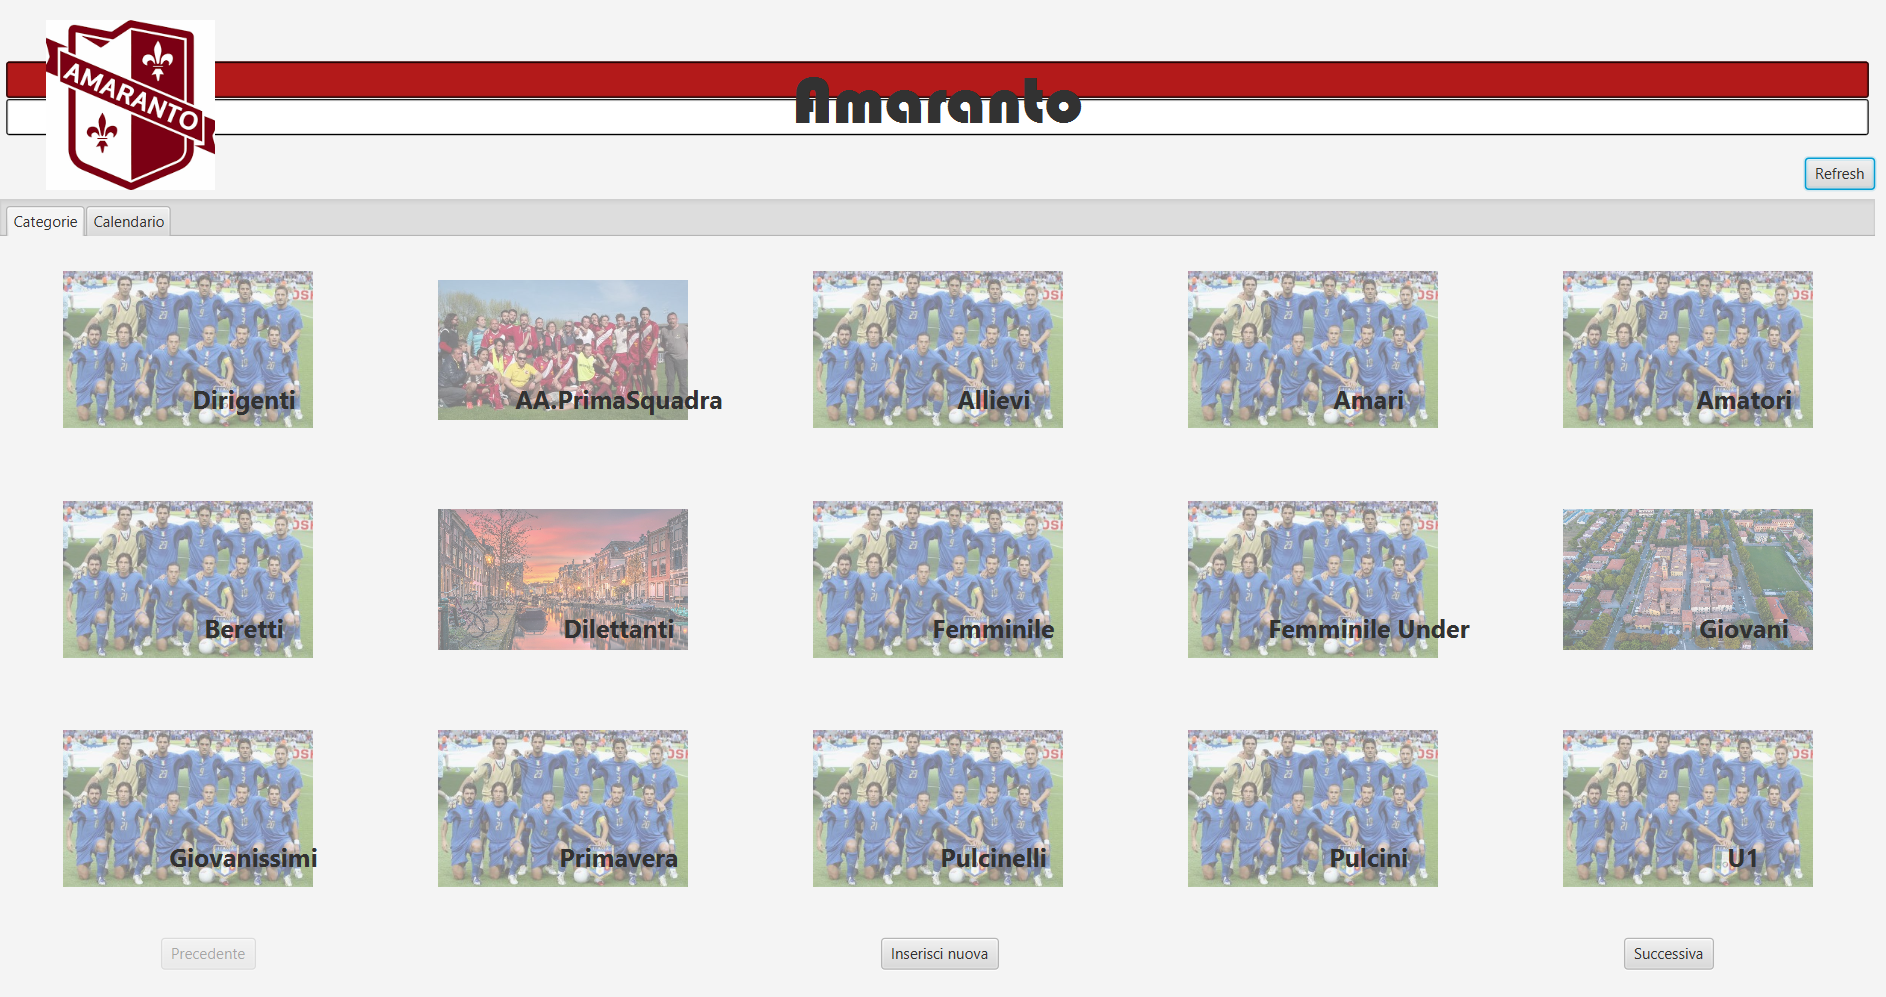 AMARANTO
Amaranto
Refresh
Categorie
Calendario
Dirigenti
AA.PrimaSquadra
Allievi
Amari
Amatori
Beretti
Dilettanti
Femminile
Femminile Under
Giovani
Giovanissimi
Primavera
Pulcinelli
Pulcini
U1
Precedente
Inserisci nuova
Successiva